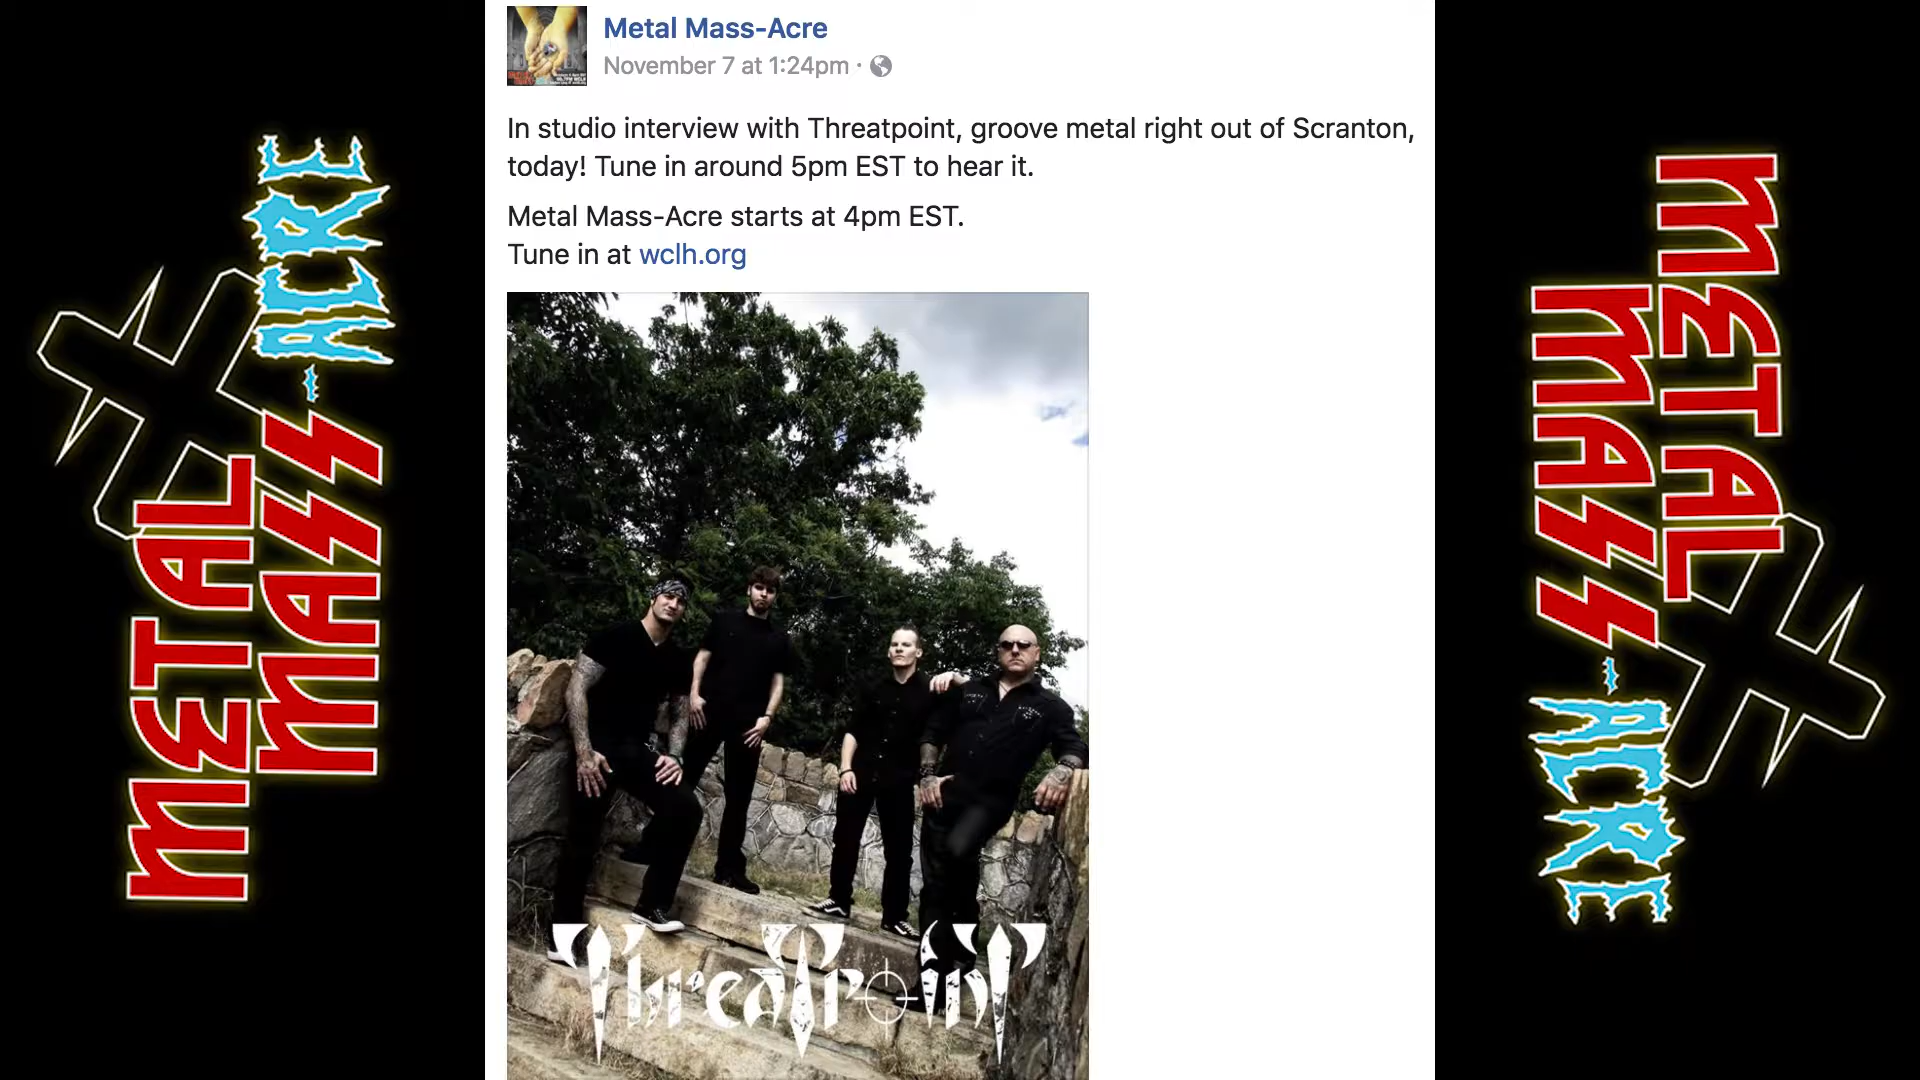 METAL
MASS-ACRE
Metal Mass-Acre
November 7 at 1:24pm ·
In studio interview with Threatpoint, groove metal right out of Scranton,
today! Tune in around 5pm EST to hear it.
Metal Mass-Acre starts at 4pm EST.
Tune in at wclh.org
ThreaTpoinT
METAL
MASS-ACRE